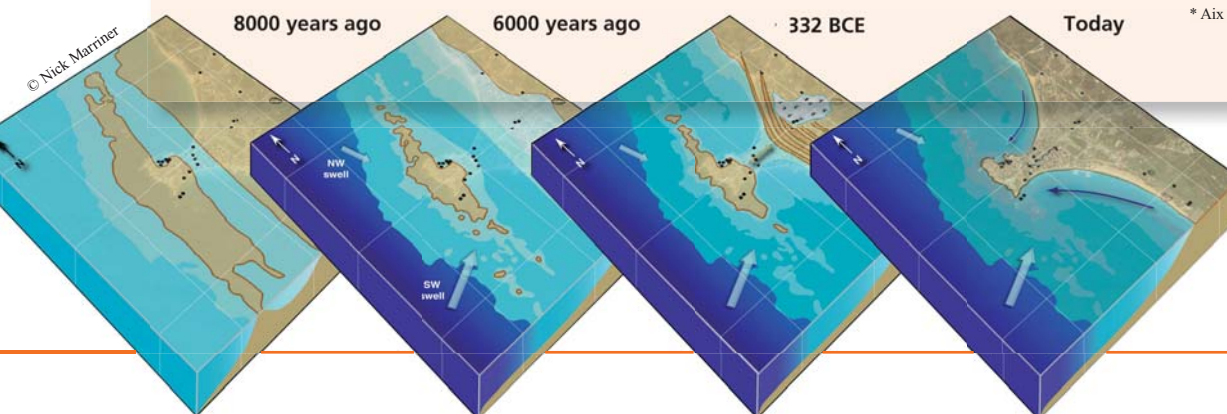 8000 years ago
6000 years ago
332 BCE
Today
* Aix
© Nick Marriner
N
N
NW
swell
SW
swell
N
N